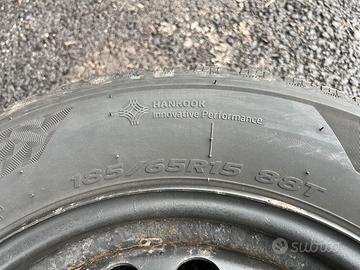 HANKOOK
Innovative Performance
185/65R15 88T
subito